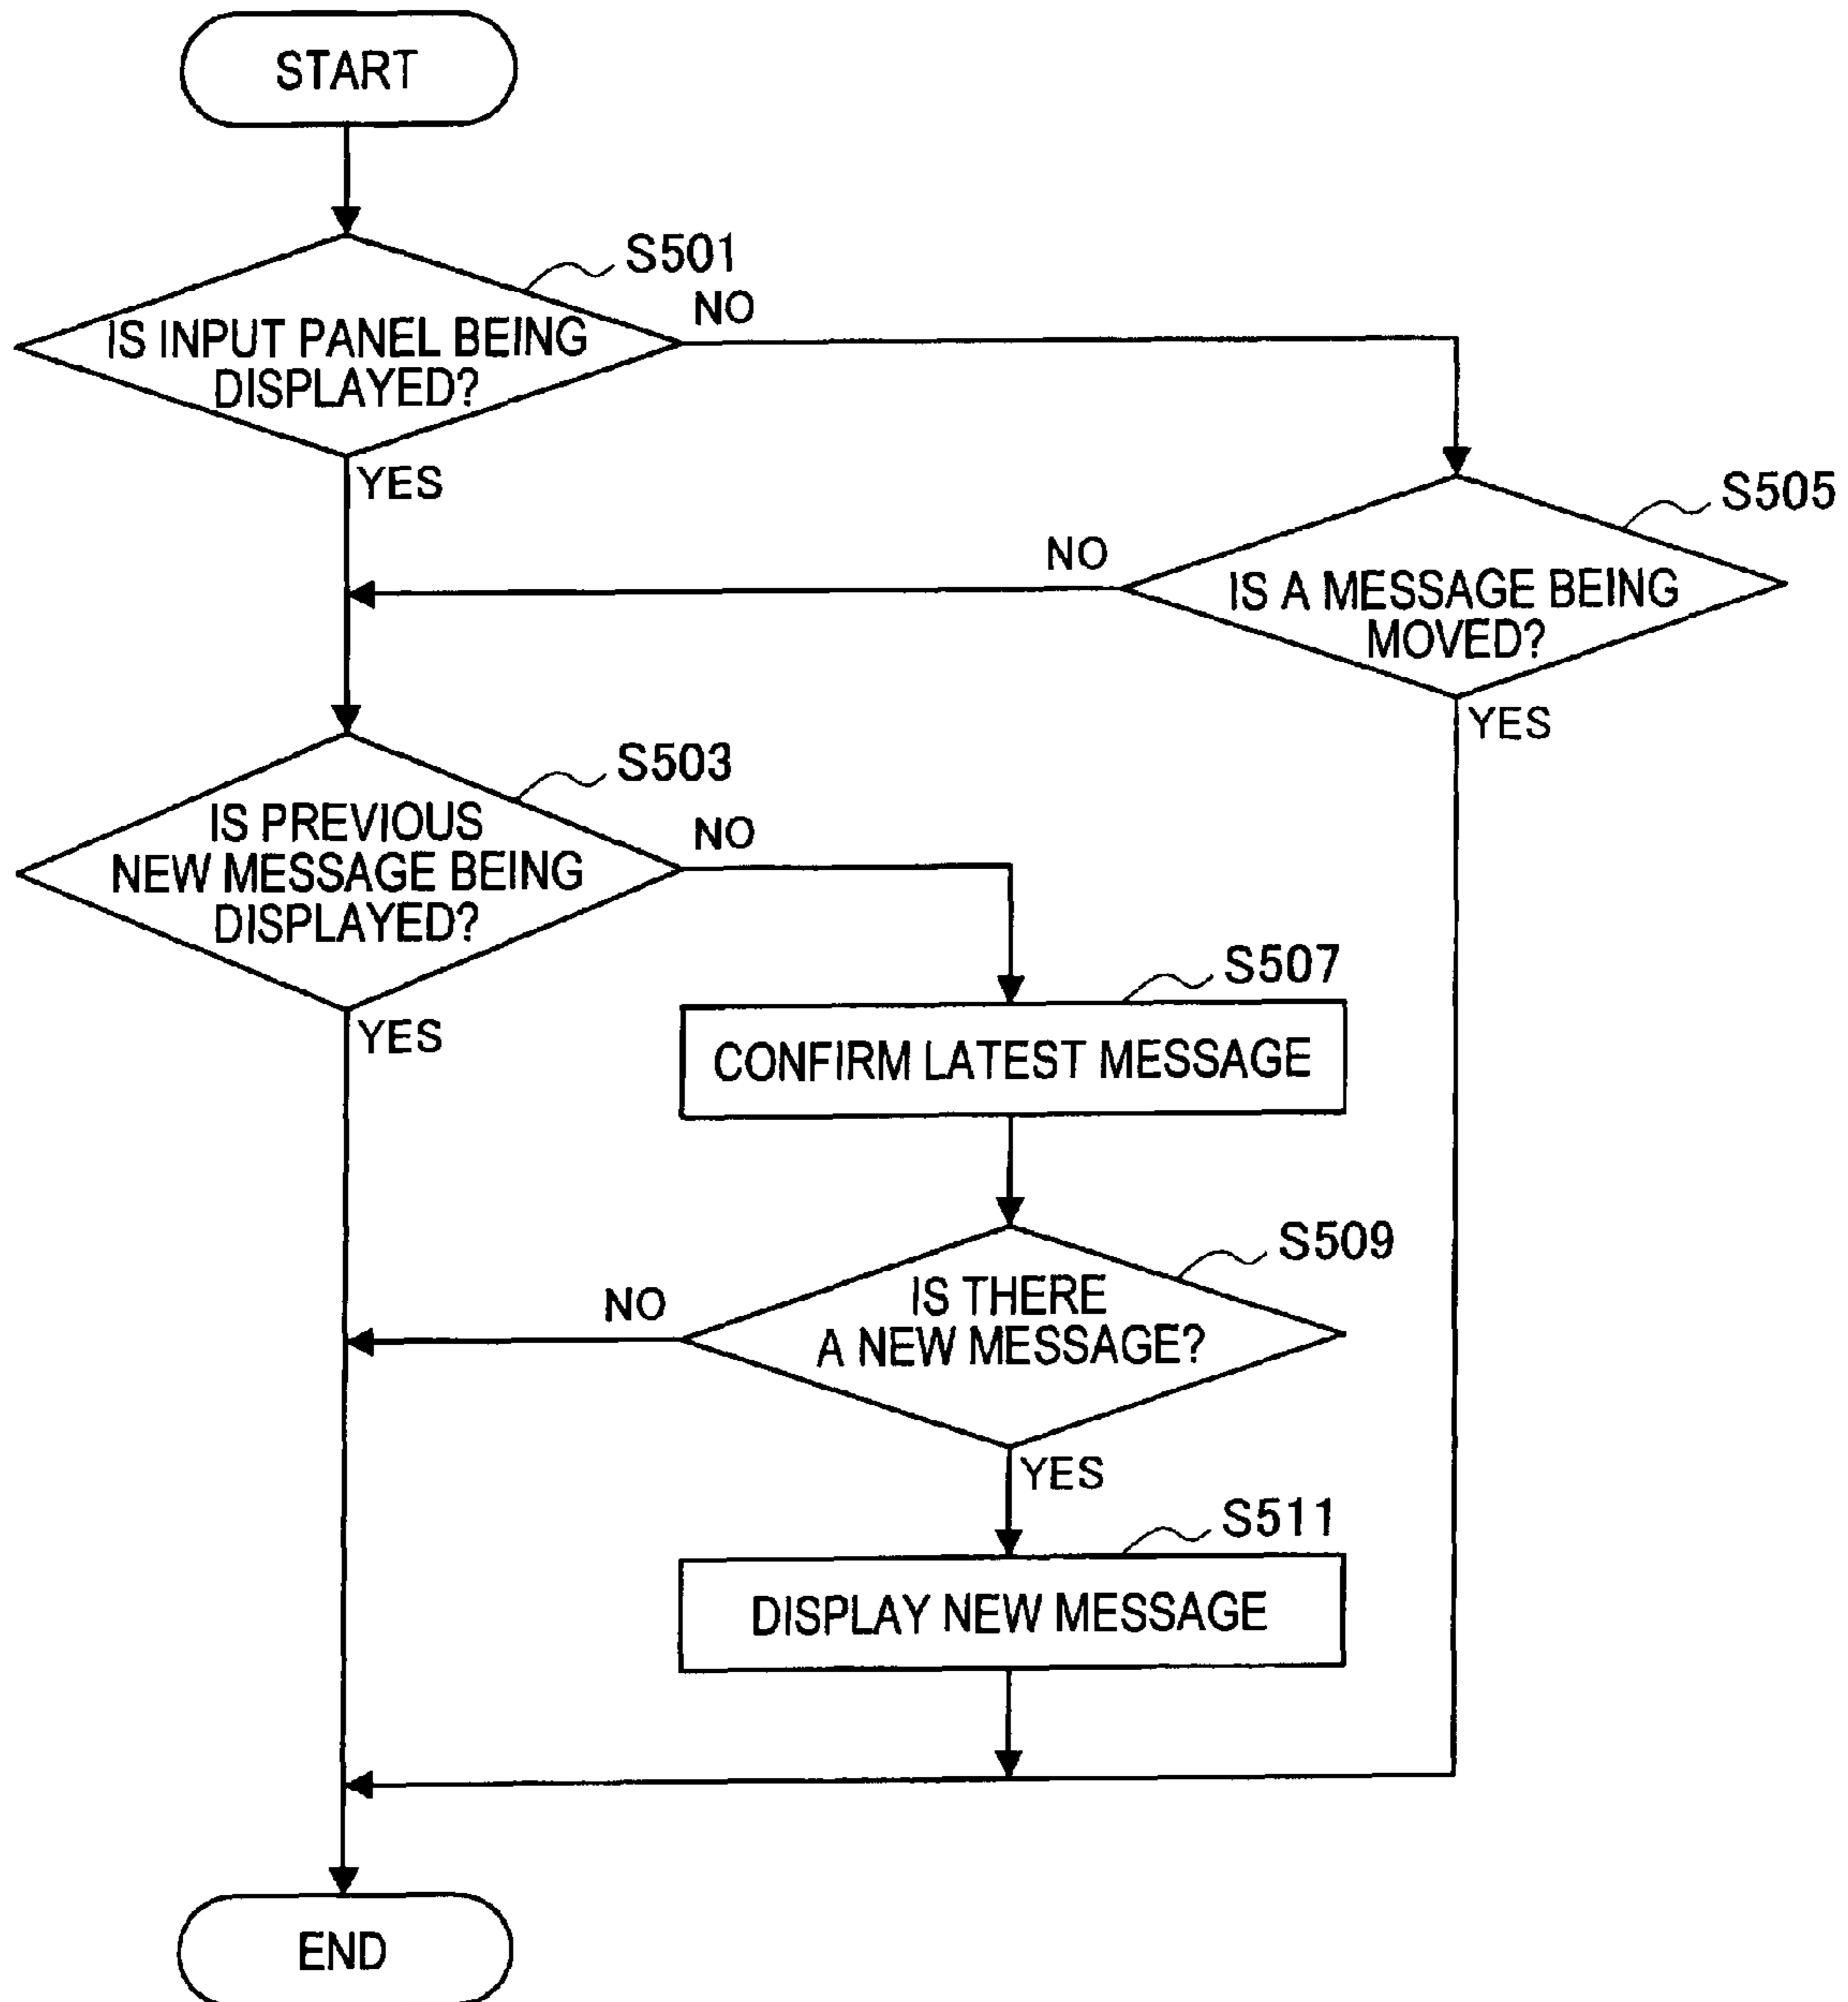 START
S501
NO
IS INPUT PANEL BEING
DISPLAYED?
YES
S505
NO
IS A MESSAGE BEING
MOVED?
YES
S503
IS PREVIOUS
NO
NEW MESSAGE BEING
DISPLAYED?
YES
S507
CONFIRM LATEST MESSAGE
S509
IS THERE
NO
A NEW MESSAGE?
YES
S511
DISPLAY NEW MESSAGE
END